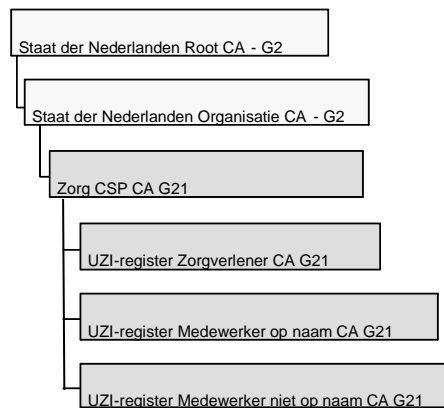 Staat der Nederlanden Root CA - G2
Staat der Nederlanden Organisatie CA - G2
Zorg CSP CA G21
UZI-register Zorgverlener CA G21
UZI-register Medewerker op naam CA G21
UZI-register Medewerker niet op naam CA G21